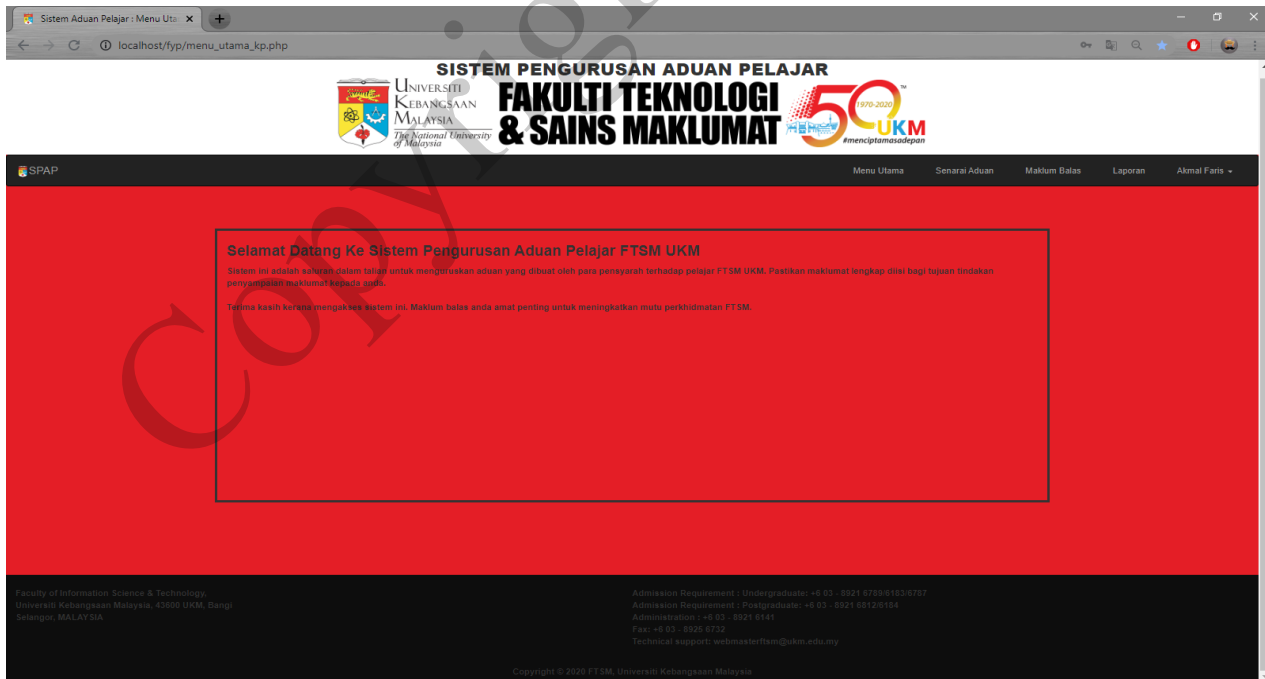 Sistem Aduan Pelajar : Menu Uta
localhost/fyp/menu_utama_kp.php
SISTEM PENGURUSAN ADUAN PELAJAR
UNIVERSITI
KEBANGSAAN
MALAYSIA
The National University
of Malaysia
FAKULTI TEKNOLOGI
& SAINS MAKLUMAT
1970-2020
50
TM
UKM
#menciptamasadepan
SPAP
Menu Utama
Senarai Aduan
Maklum Balas
Laporan
Akmal Faris
Selamat Datang Ke Sistem Pengurusan Aduan Pelajar FTSM UKM
Sistem ini adalah saluran dalam talian untuk menguruskan aduan yang dibuat oleh para pensyarah terhadap pelajar FTSM UKM. Pastikan maklumat lengkap diisi bagi tujuan tindakan
penyampaian maklumat kepada anda.
Terima kasih kerana mengakses sistem ini. Maklum balas anda amat penting untuk meningkatkan mutu perkhidmatan FTSM.
Faculty of Information Science & Technology,
Universiti Kebangsaan Malaysia, 43600 UKM, Bangi
Selangor, MALAYSIA
Admission Requirement : Undergraduate: +6 03 - 8921 6789/6183/6787
Admission Requirement : Postgraduate: +6 03 - 8921 6812/6184
Administration : +6 03 - 8921 6141
Fax: +6 03 - 8925 6732
Technical support: webmasterftsm@ukm.edu.my
Copyright © 2020 FTSM, Universiti Kebangsaan Malaysia
Copyrig